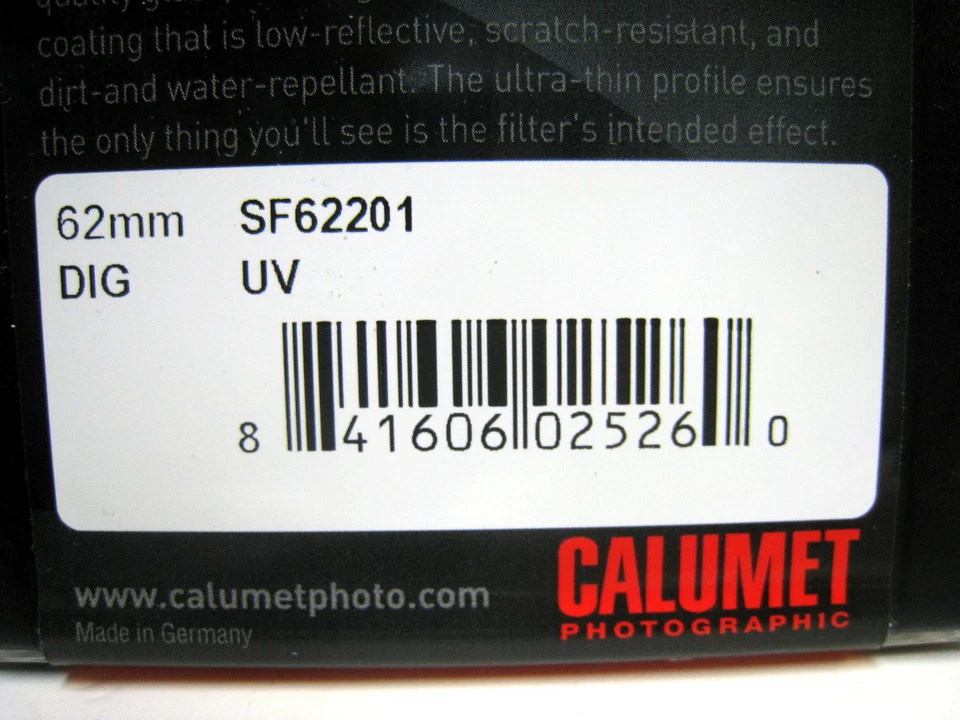 coating that is low-reflective, scratch-resistant, and
dirt-and water-repellant. The ultra-thin profile ensures
the only thing you'll see is the filter's intended effect.
62mm SF62201
DIG UV
8 41606 02526 0
www.calumetphoto.com
Made in Germany
CALUMET
PHOTOGRAPHIC